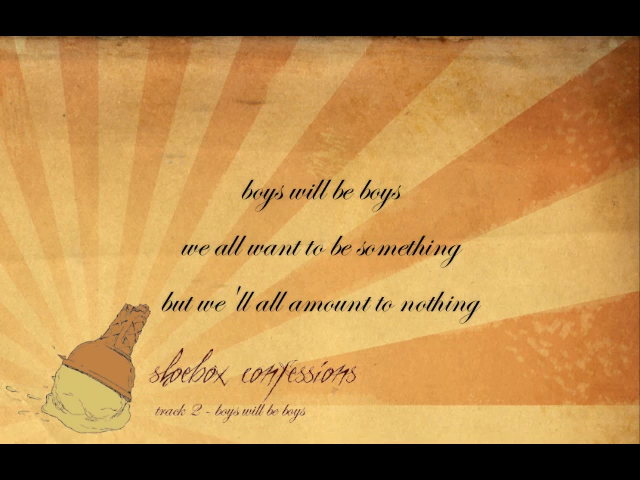 boys will be boys
we all want to be something
but we 'll all amount to nothing
shoebox confessions
track 2 - boys will be boys